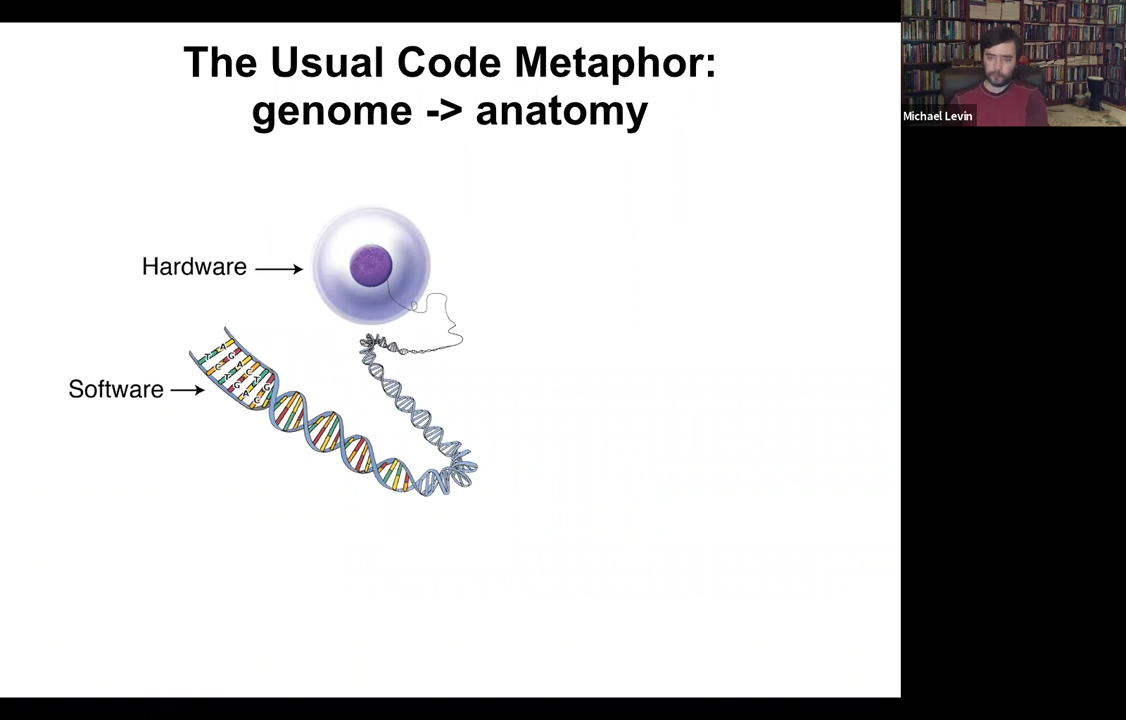 The Usual Code Metaphor:
genome -> anatomy
Michael Levin
Hardware
Software
T A
C G
T A
G C
A T
C G